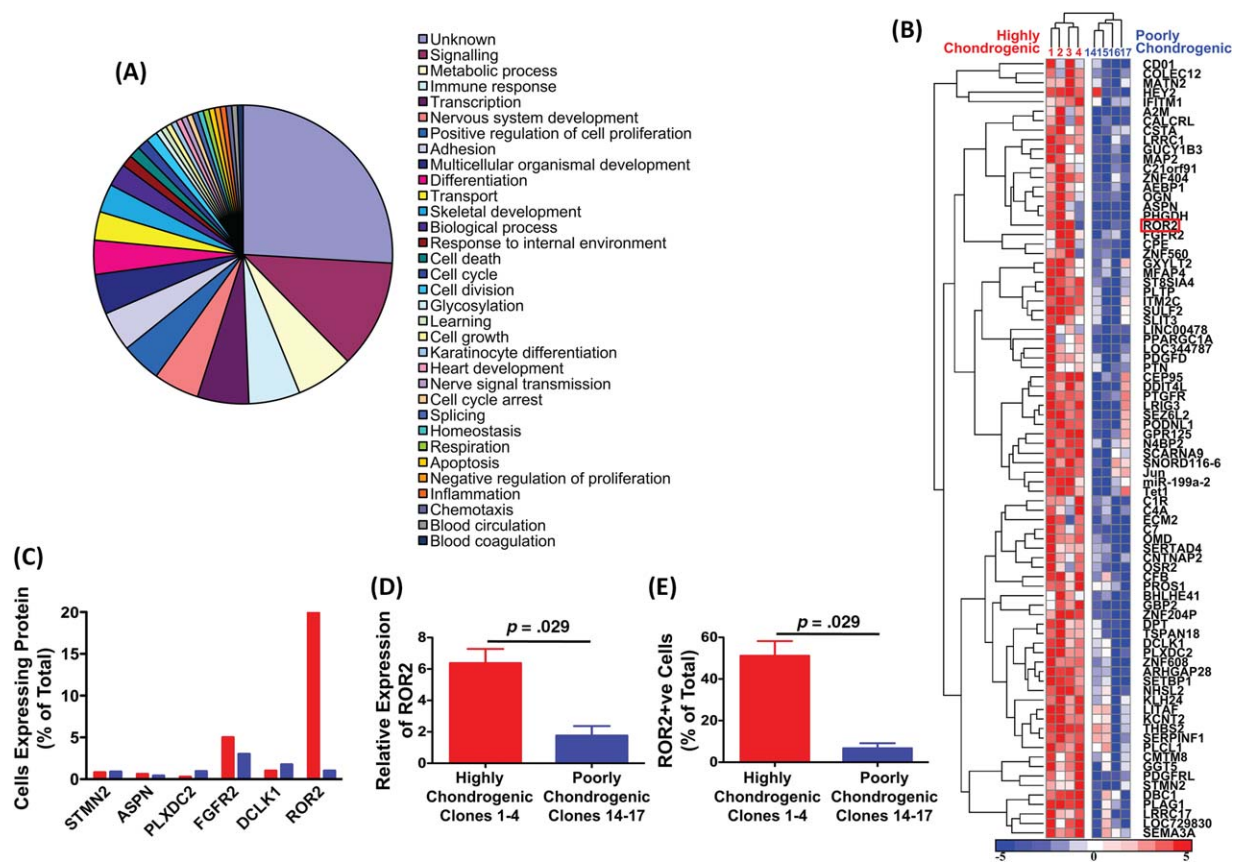 (A)
Unknown
Signalling
Metabolic process
Immune response
Transcription
Nervous system development
Positive regulation of cell proliferation
Adhesion
Multicellular organismal development
Differentiation
Transport
Skeletal development
Biological process
Response to internal environment
Cell death
Cell cycle
Cell division
Glycosylation
Learning
Cell growth
Karatinocyte differentiation
Heart development
Nerve signal transmission
Cell cycle arrest
Splicing
Homeostasis
Respiration
Apoptosis
Negative regulation of proliferation
Inflammation
Chemotaxis
Blood circulation
Blood coagulation
(B)
Highly Chondrogenic
Poorly Chondrogenic
1 2 3 4 14 15 16 17
CD01
COLEC12
MATN2
HEY2
IFITM1
A2M
CALCRL
CSTA
LRRC1
GUCY1B3
MAP2
C21orf91
ZNF404
AEBP1
OGN
ASPN
PHGDH
ROR2
FGFR2
CPE
ZNF560
GXYLT2
MFAP4
ST8SIA4
PLTP
ITM2C
SULF2
SLIT3
LINC00478
PPARGC1A
LOC344787
PDGFD
PTN
CEP95
DDIT4L
PTGFR
LRIG3
SEZ6L2
PODNL1
GPR125
N4BP2
SCARNA9
SNORD116-6
Jun
miR-199a-2
Tet1
C1R
C4A
ECM2
C7
OMD
SERTAD4
CNTNAP2
OSR2
CFB
PROS1
BHLHE41
GBP2
ZNF204P
DPT
TSPAN18
DCLK1
PLXDC2
ZNF608
ARHGAP28
SETBP1
NHSL2
KLH24
LITAF
KCNT2
THBS2
SERPINF1
PLCL1
CMTM8
GGT5
PDGFRL
STMN2
DBC1
PLAG1
LRRC17
LOC729830
SEMA3A
-5 0 5
(C)
Cells Expressing Protein
(% of Total)
20
15
10
5
0
STMN2
ASPN
PLXDC2
FGFR2
DCLK1
ROR2
(D)
Relative Expression
of ROR2
8
6
4
2
0
p = .029
Highly
Chondrogenic
Clones 1-4
Poorly
Chondrogenic
Clones 14-17
(E)
ROR2+ve Cells
(% of Total)
60
40
20
0
p = .029
Highly
Chondrogenic
Clones 1-4
Poorly
Chondrogenic
Clones 14-17